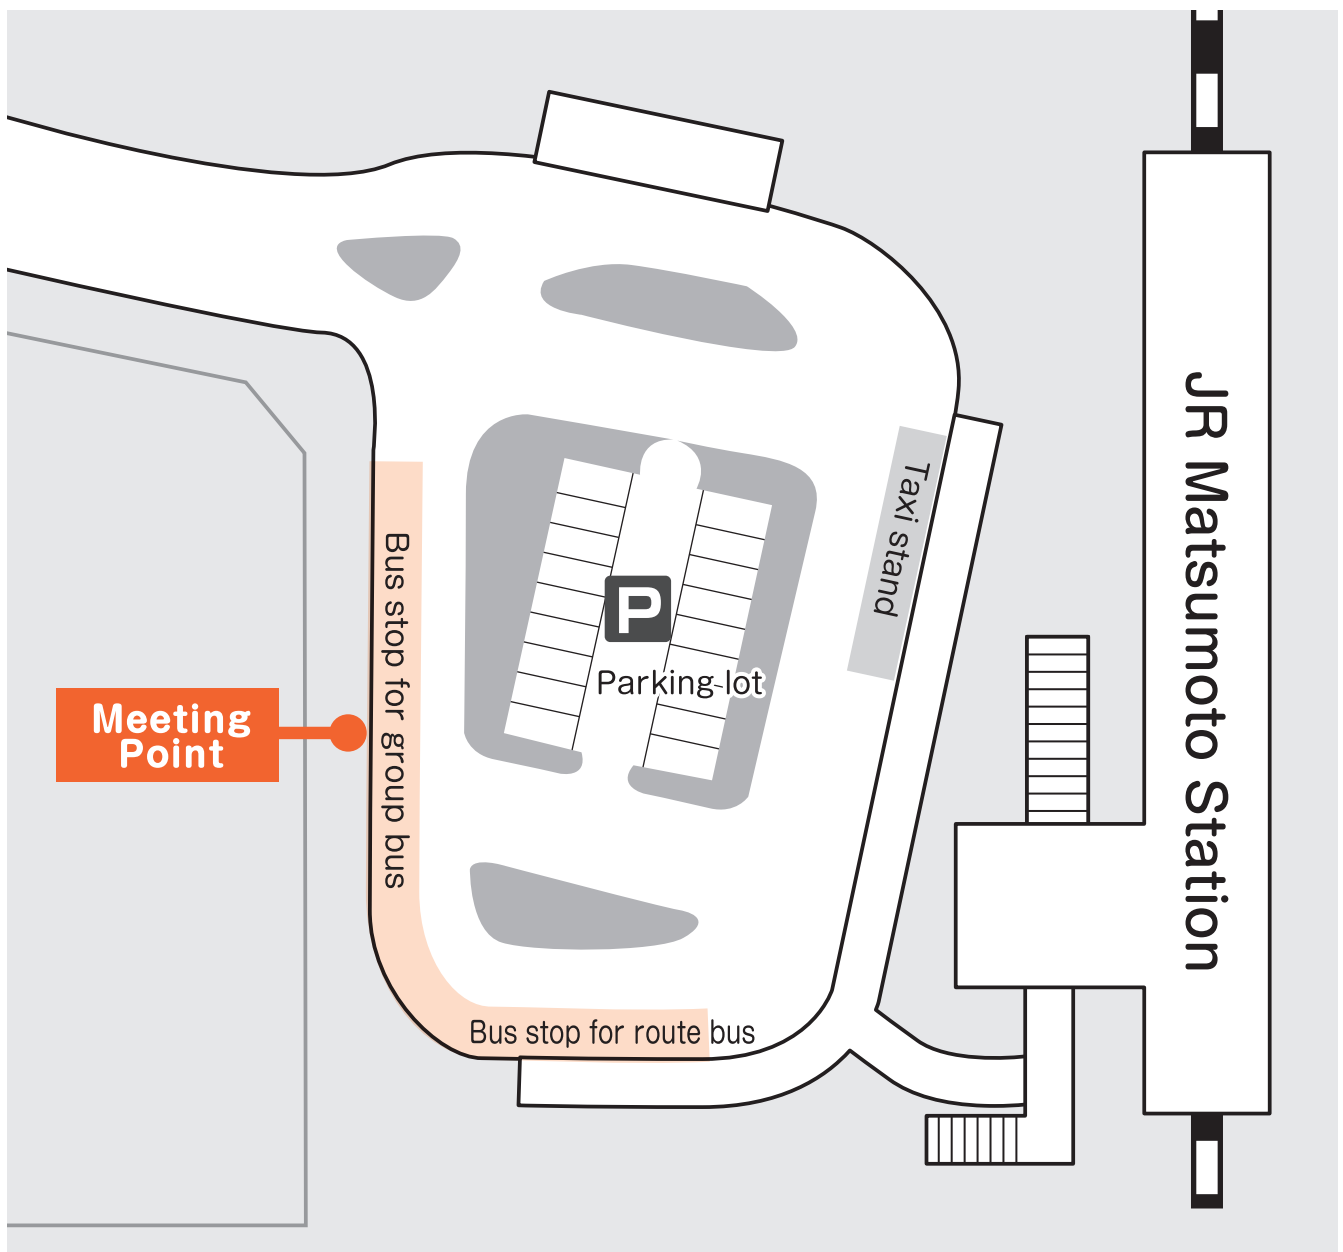 JR Matsumoto Station
Taxi stand
Bus stop for group bus
P
Parking lot
Meeting
Point
Bus stop for route bus